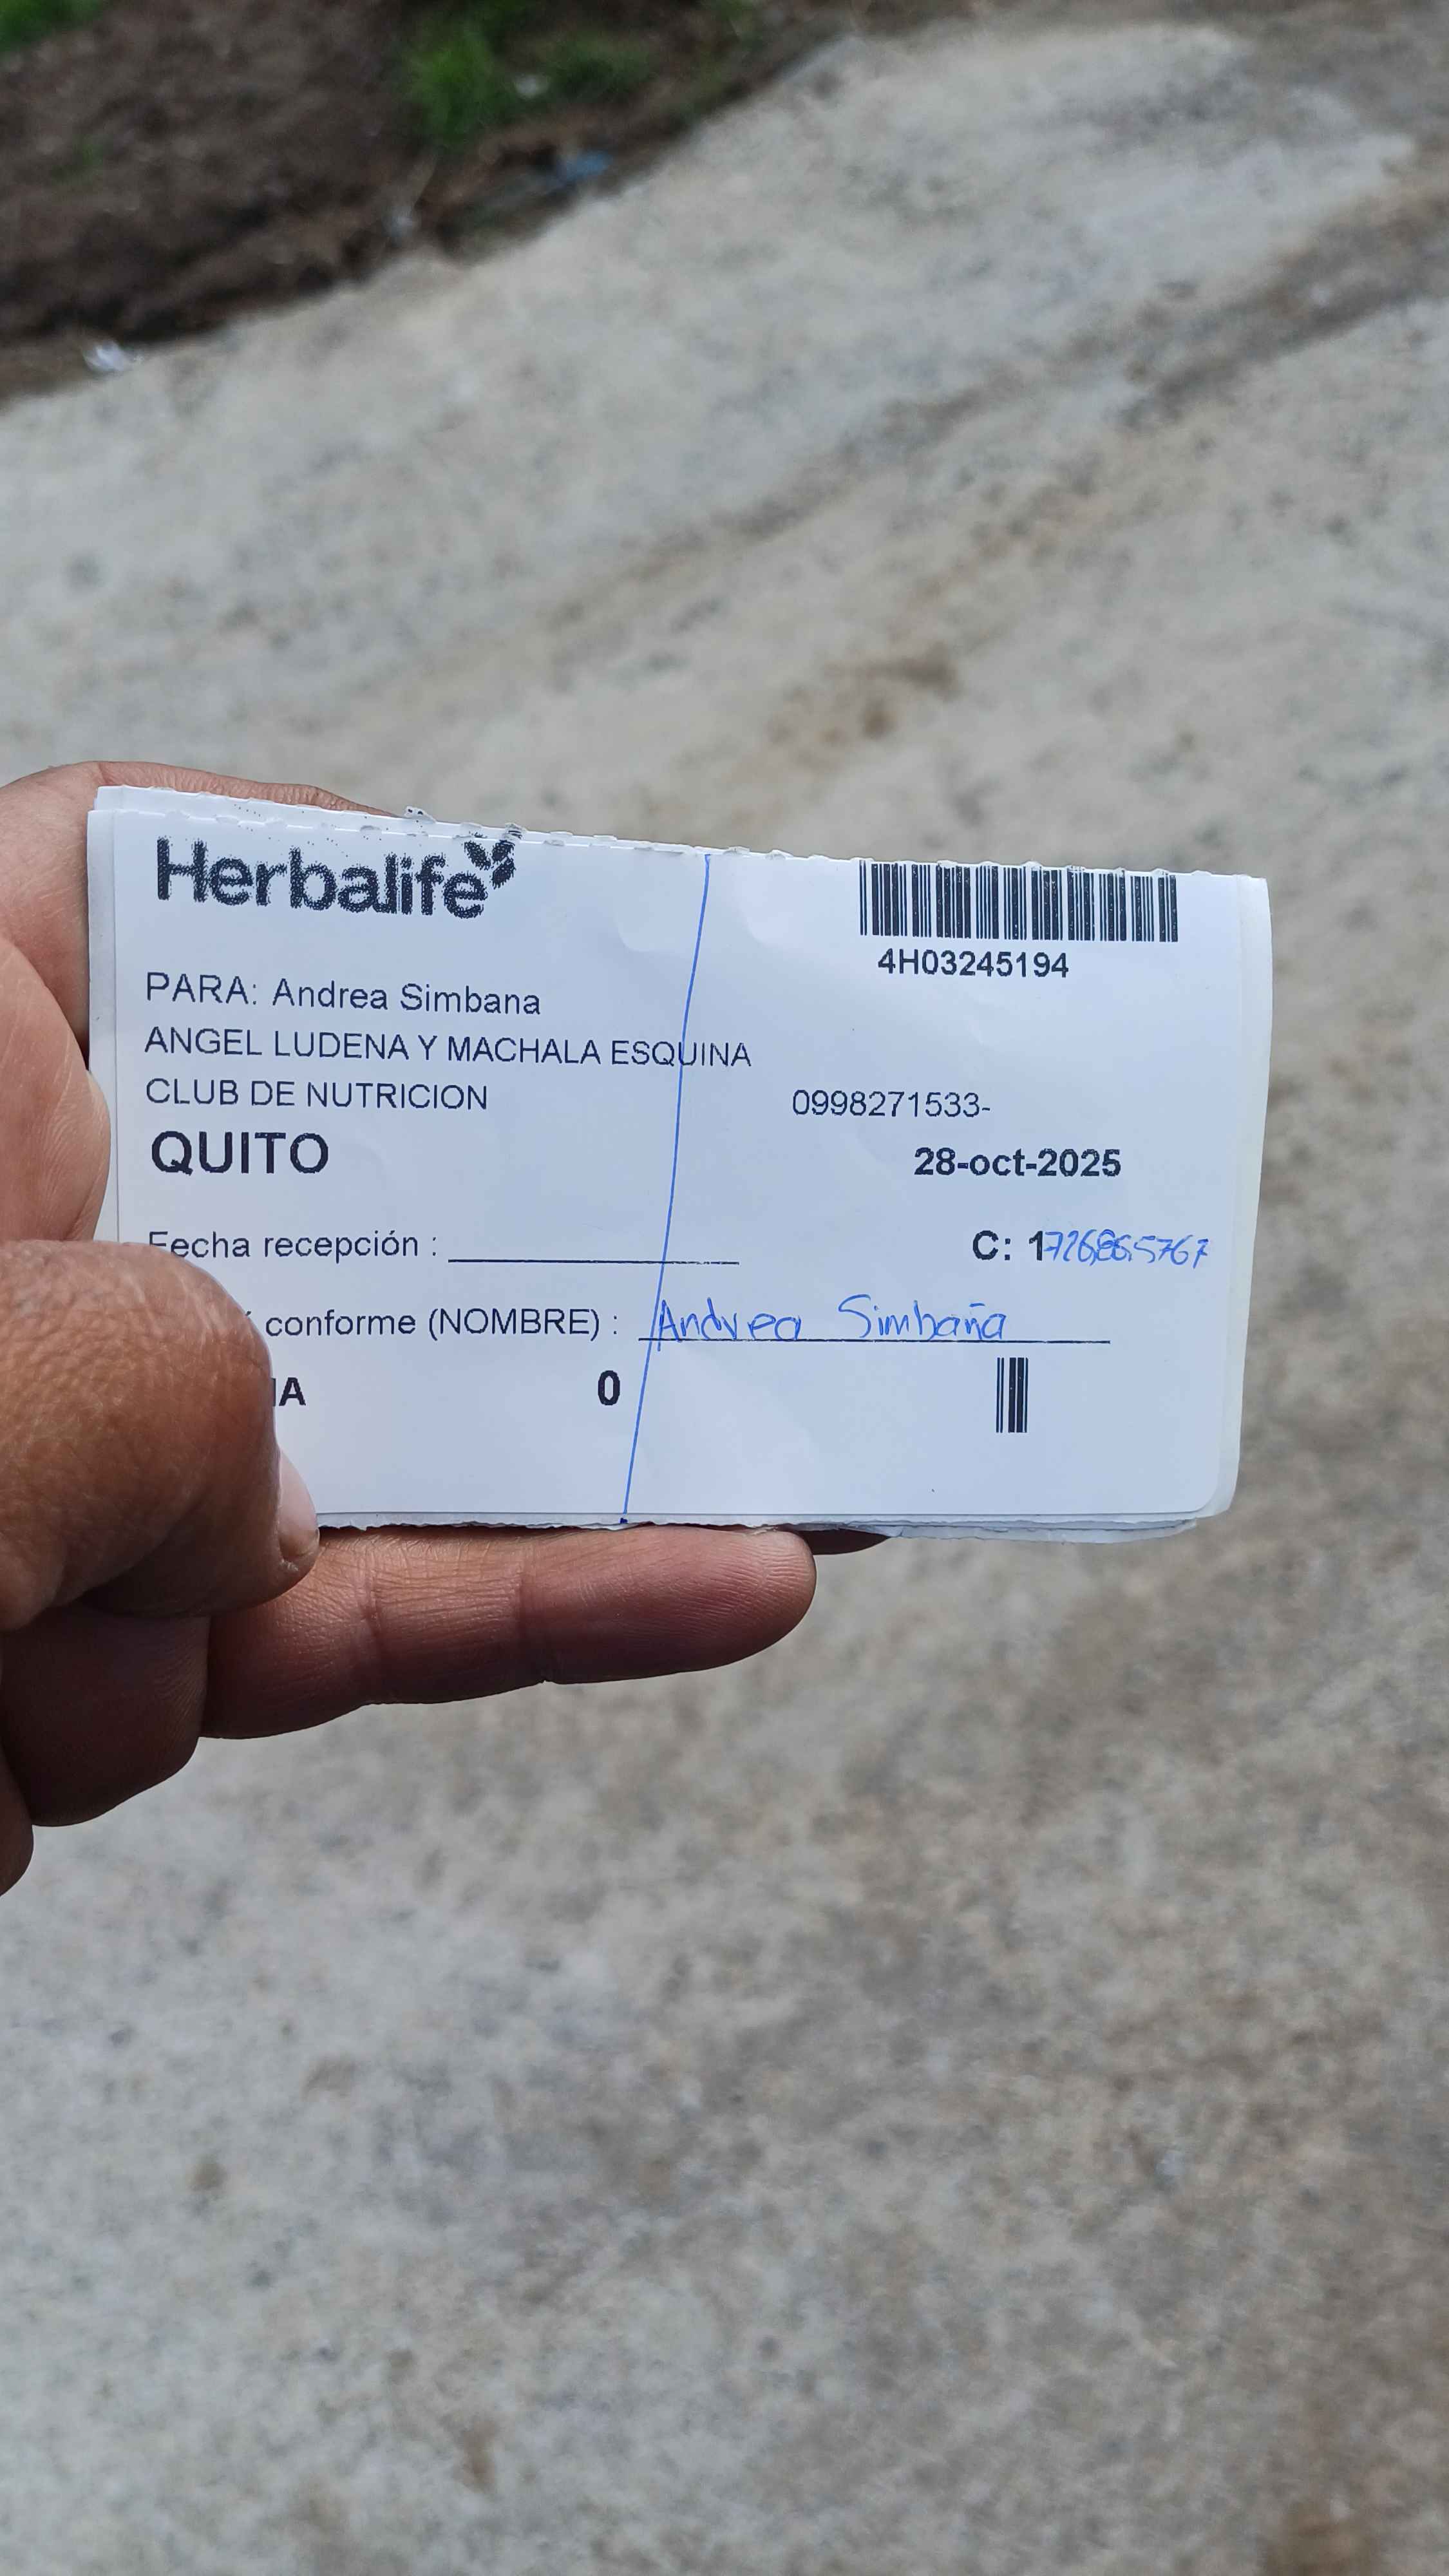 Herbalife
4H03245194
PARA: Andrea Simbana
ANGEL LUDENA Y MACHALA ESQUINA
CLUB DE NUTRICION 0998271533-
QUITO 28-oct-2025
Fecha recepción : C: 1726865767
conforme (NOMBRE) : Andrea Simbaña
0